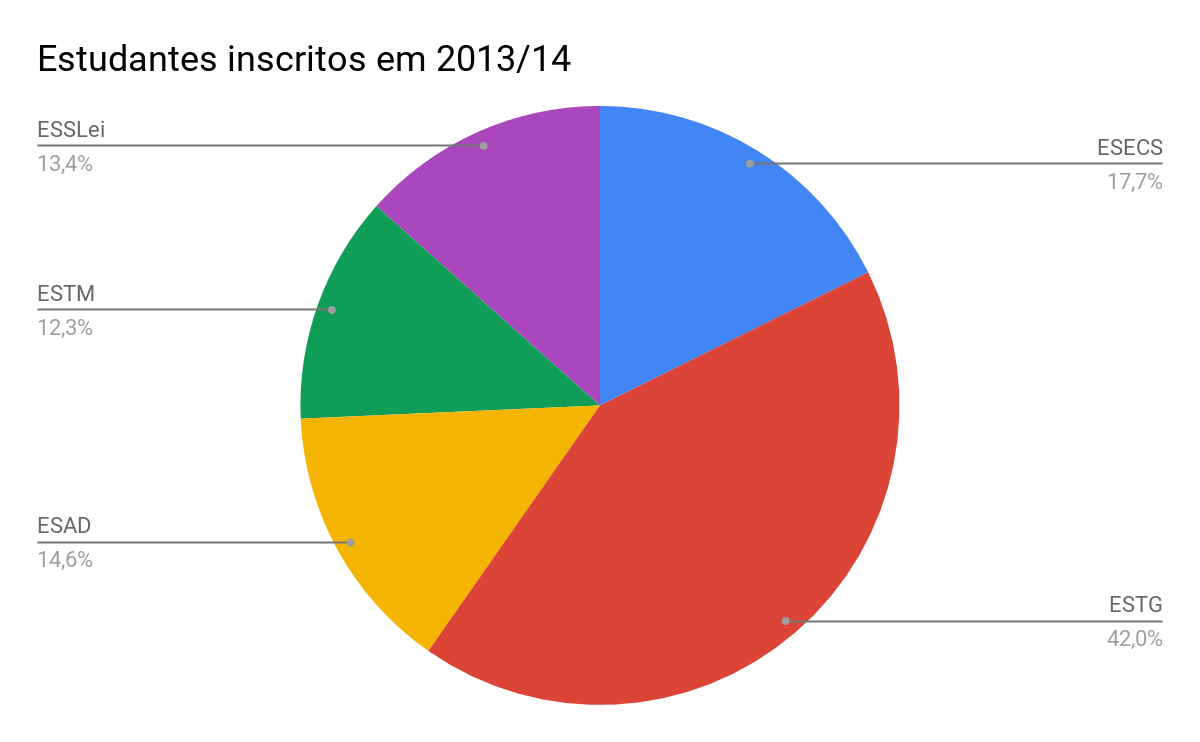 Estudantes inscritos em 2013/14
ESSLei
13,4%
ESECS
17,7%
ESTM
12,3%
ESAD
14,6%
ESTG
42,0%